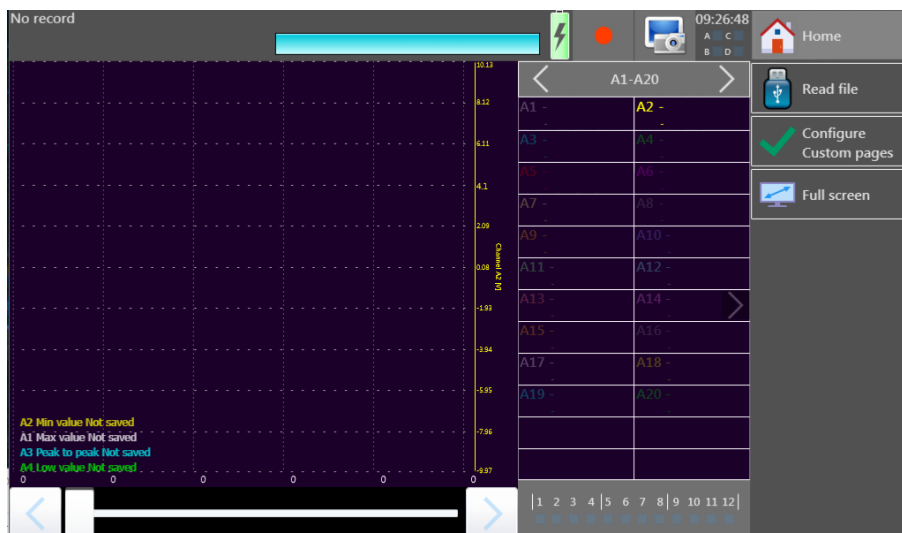 No record
09:26:48
A C
B D
Home
Read file
Configure
Custom pages
Full screen
A1-A20
A1 -
A2 -
-
A3 -
A4 -
A5 -
A6 -
A7 -
A8 -
A9 -
A10 -
A11 -
A12 -
A13 -
A14 -
A15 -
A16 -
A17 -
A18 -
A19 -
A20 -
10.13
8.12
6.11
4.1
2.09
0.08
-1.93
-3.94
-5.95
-7.96
-9.97
Channel A2 [V]
A2 Min value Not saved
A1 Max value Not saved
A3 Peak to peak Not saved
A4 Low value Not saved
0 0 0 0 0 0
1 2 3 4 5 6 7 8 9 10 11 12